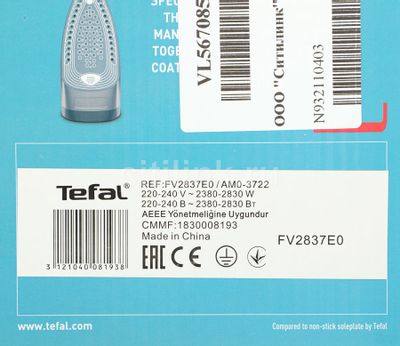 SPEC
TH
MAN
TOGE
COAT
VL567085
ООО "Ситилинк"
N932110403
citilink.ru
Tefal
REF:FV2837E0 / AM0-3722
220-240 V ~ 2380-2830 W
220-240 В ~ 2380-2830 Вт
AEEE Yönetmeliğine Uygundur
CMMF:1830008193
Made in China
EAC CE
FV2837E0
3 121040 081938
www.tefal.com
Compared to non-stick soleplate by Tefal